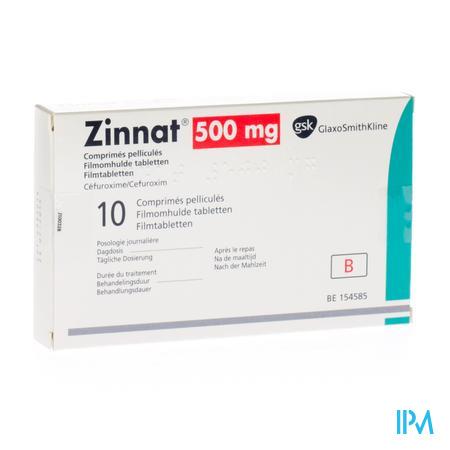 Zinnat® 500 mg
gsk GlaxoSmithKline
Comprimés pelliculés
Filmomhulde tabletten
Filmtabletten
Céfuroxime/Cefuroxim
10 Comprimés pelliculés
Filmomhulde tabletten
Filmtabletten
Posologie journalière
Dagdosis
Tägliche Dosierung
Après le repas
Na de maaltijd
Nach der Mahlzeit
Durée du traitement
Behandelingsduur
Behandlungsdauer
B
BE 154585
IPM